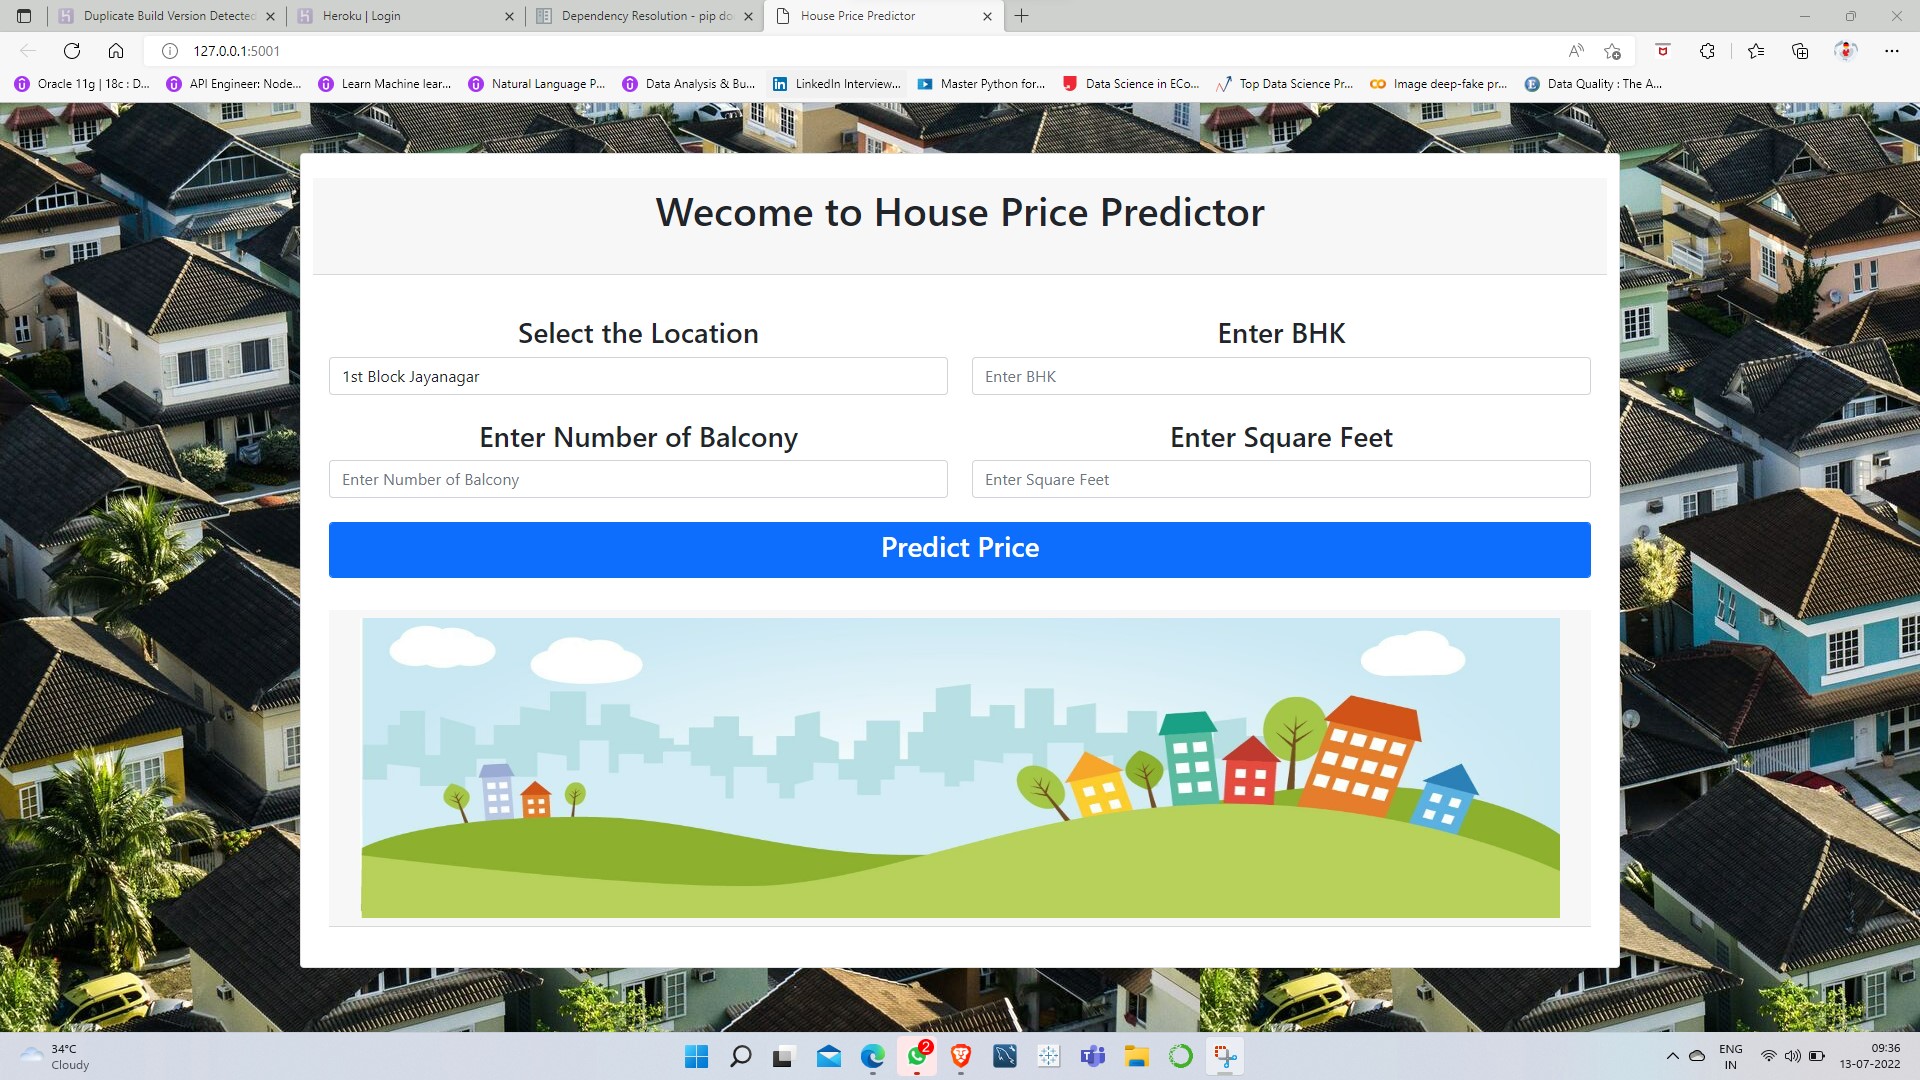 Duplicate Build Version Detected
Heroku | Login
Dependency Resolution - pip do
House Price Predictor
127.0.0.1:5001
Oracle 11g | 18c : D...
API Engineer: Node...
Learn Machine lear...
Natural Language P...
Data Analysis & Bu...
LinkedIn Interview...
Master Python for...
Data Science in ECo...
Top Data Science Pr...
Image deep-fake pr...
Data Quality : The A...
Wecome to House Price Predictor
Select the Location
Enter BHK
1st Block Jayanagar
Enter BHK
Enter Number of Balcony
Enter Square Feet
Enter Number of Balcony
Enter Square Feet
Predict Price
34°C
Cloudy
2
ENG
IN
09:36
13-07-2022